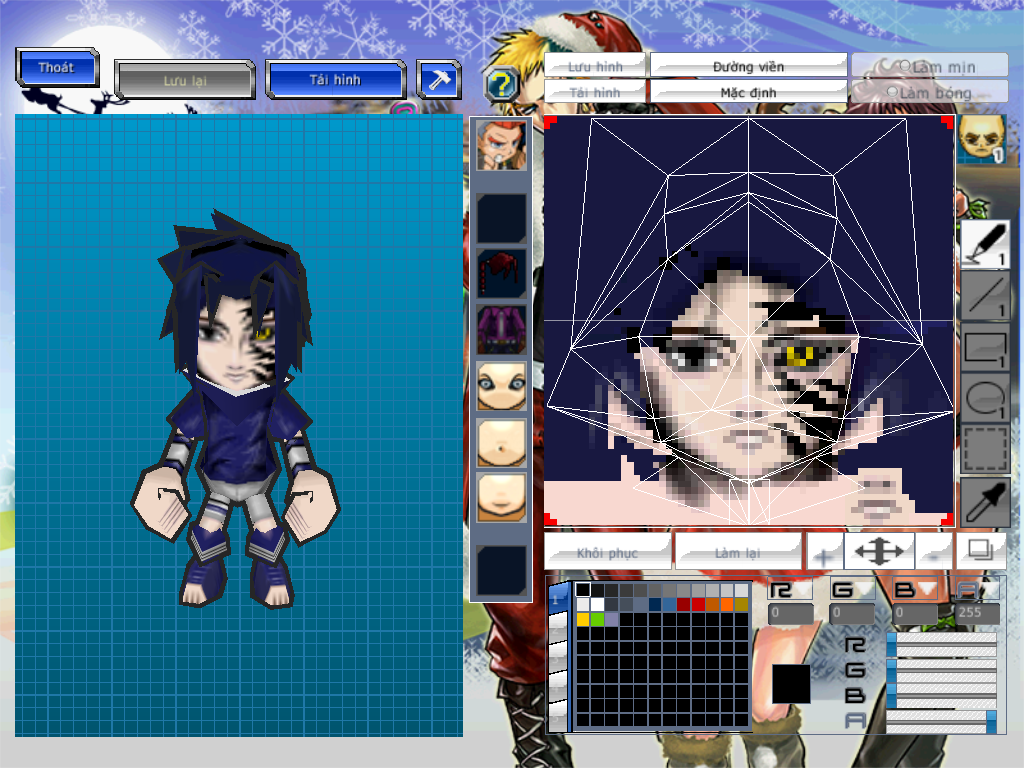 Thoát
Lưu lại
Tải hình
?
Lưu hình
Đường viền
Làm mịn
Tải hình
Mặc định
Làm bóng
1
1
1
1
1
Khôi phục
Làm lại
+
-
1
R
G
B
A
0
0
0
255
R
G
B
A